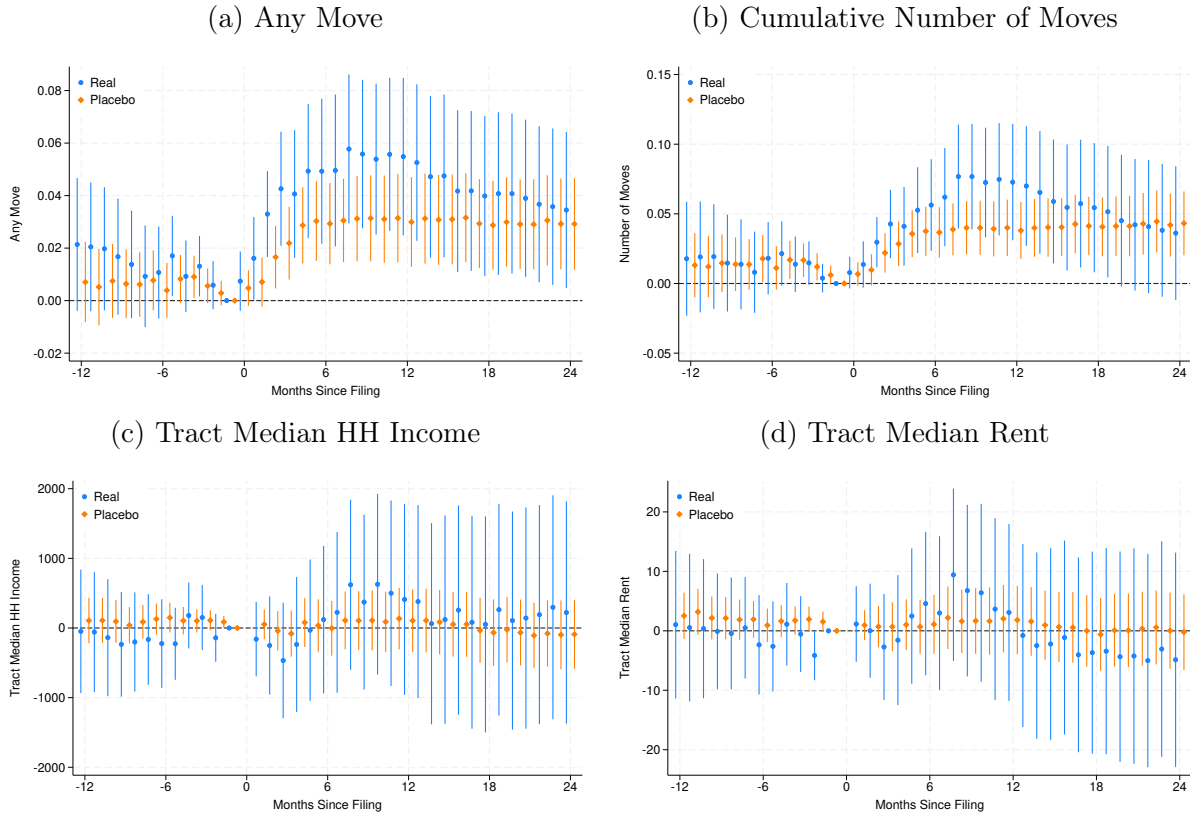 (a) Any Move
Real
Placebo
Any Move
0.08
0.06
0.04
0.02
0.00
-0.02
-12 -6 0 6 12 18 24
Months Since Filing
(b) Cumulative Number of Moves
Real
Placebo
Number of Moves
0.15
0.10
0.05
0.00
-0.05
-12 -6 0 6 12 18 24
Months Since Filing
(c) Tract Median HH Income
Real
Placebo
Tract Median HH Income
2000
1000
0
-1000
-2000
-12 -6 0 6 12 18 24
Months Since Filing
(d) Tract Median Rent
Real
Placebo
Tract Median Rent
20
10
0
-10
-20
-12 -6 0 6 12 18 24
Months Since Filing